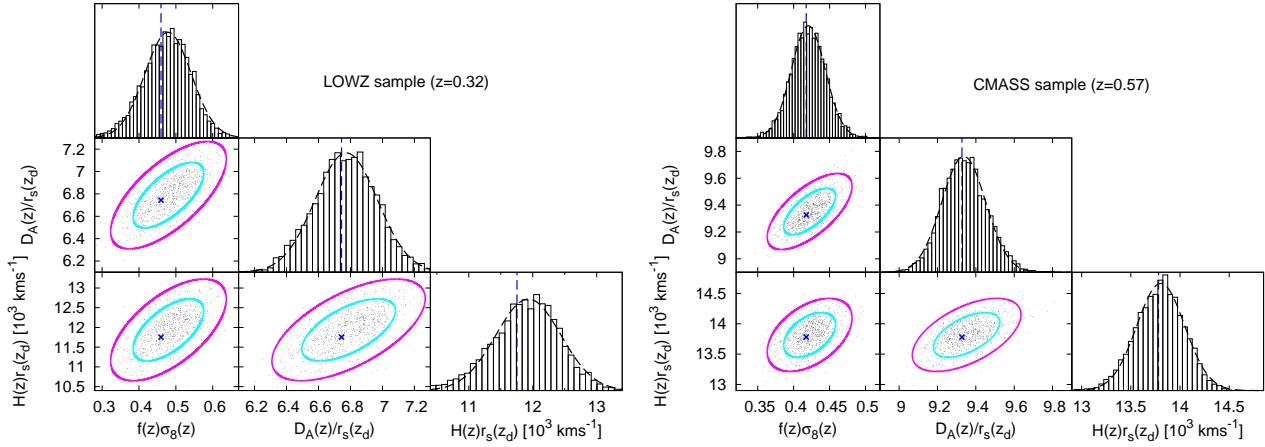 LOWZ sample (z=0.32)
D_A(z)/r_s(z_d)
7.2
7
6.8
6.6
6.4
6.2
H(z)r_s(z_d) [10^3 kms^-1]
13
12.5
12
11.5
11
10.5
0.3 0.4 0.5 0.6
f(z)σ_8(z)
6.2 6.4 6.6 6.8 7 7.2
D_A(z)/r_s(z_d)
11 12 13
H(z)r_s(z_d) [10^3 kms^-1]
CMASS sample (z=0.57)
D_A(z)/r_s(z_d)
9.8
9.6
9.4
9.2
9
H(z)r_s(z_d) [10^3 kms^-1]
14.5
14
13.5
13
0.35 0.4 0.45 0.5
f(z)σ_8(z)
9 9.2 9.4 9.6 9.8
D_A(z)/r_s(z_d)
13 13.5 14 14.5
H(z)r_s(z_d) [10^3 kms^-1]